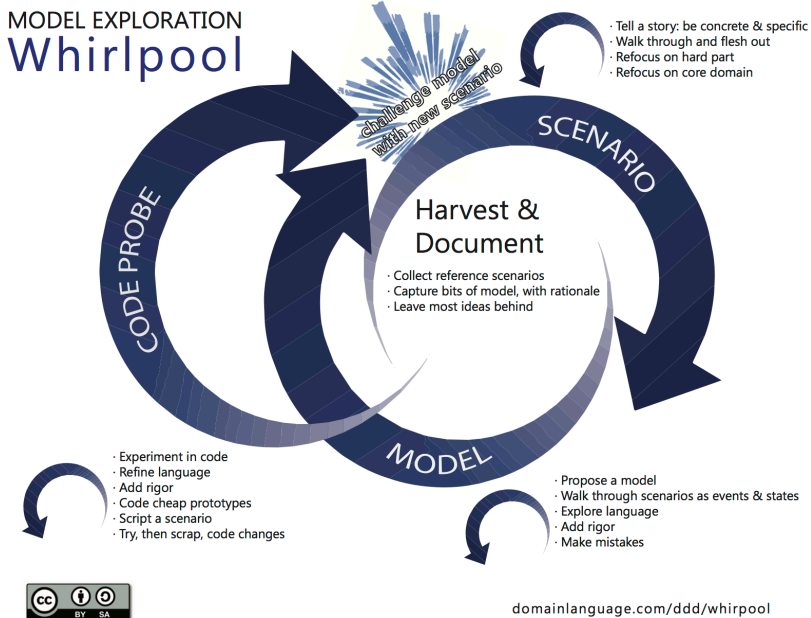 MODEL EXPLORATION
Whirlpool
challenge model
with new scenario
· Tell a story: be concrete & specific
· Walk through and flesh out
· Refocus on hard part
· Refocus on core domain
SCENARIO
CODE PROBE
Harvest &
Document
· Collect reference scenarios
· Capture bits of model, with rationale
· Leave most ideas behind
MODEL
· Experiment in code
· Refine language
· Add rigor
· Code cheap prototypes
· Script a scenario
· Try, then scrap, code changes
· Propose a model
· Walk through scenarios as events & states
· Explore language
· Add rigor
· Make mistakes
cc
BY SA
domainlanguage.com/ddd/whirpool